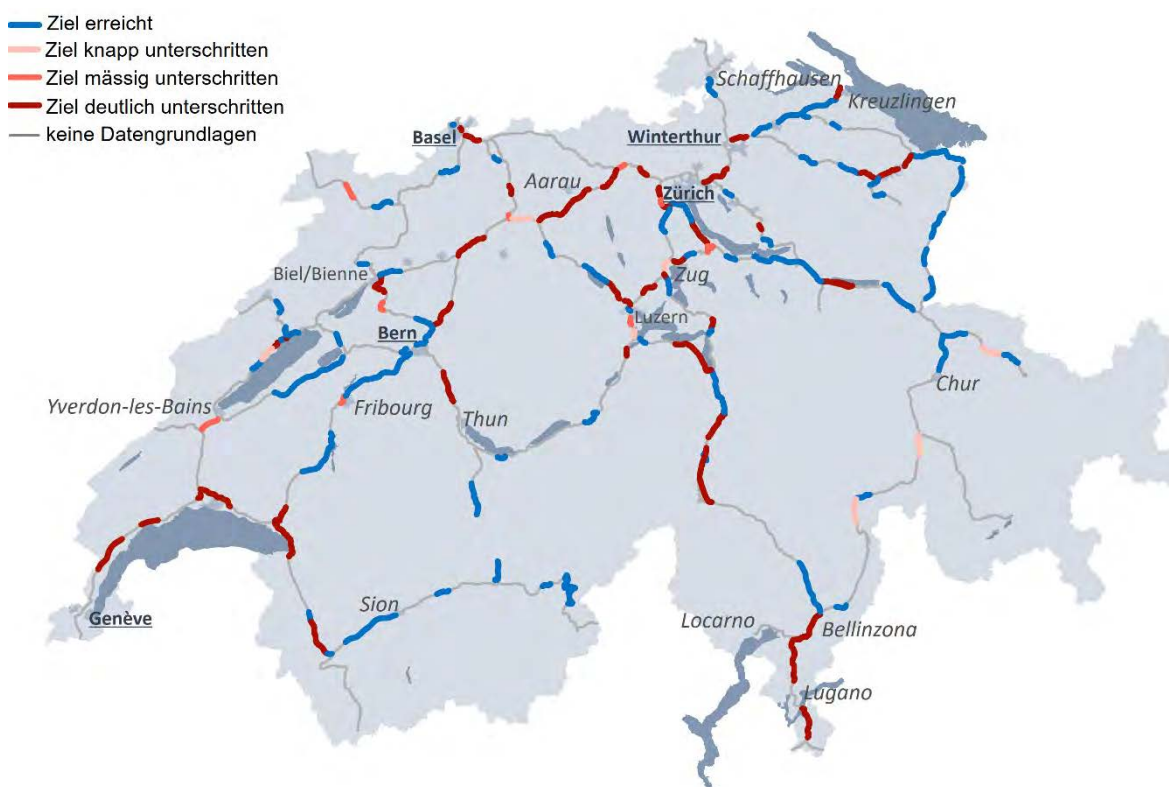 Ziel erreicht
Ziel knapp unterschritten
Ziel mässig unterschritten
Ziel deutlich unterschritten
keine Datengrundlagen
Schaffhausen
Kreuzlingen
Basel
Winterthur
Aarau
Zürich
Biel/Bienne
Zug
Luzern
Bern
Chur
Yverdon-les-Bains
Fribourg
Thun
Sion
Genève
Locarno
Bellinzona
Lugano